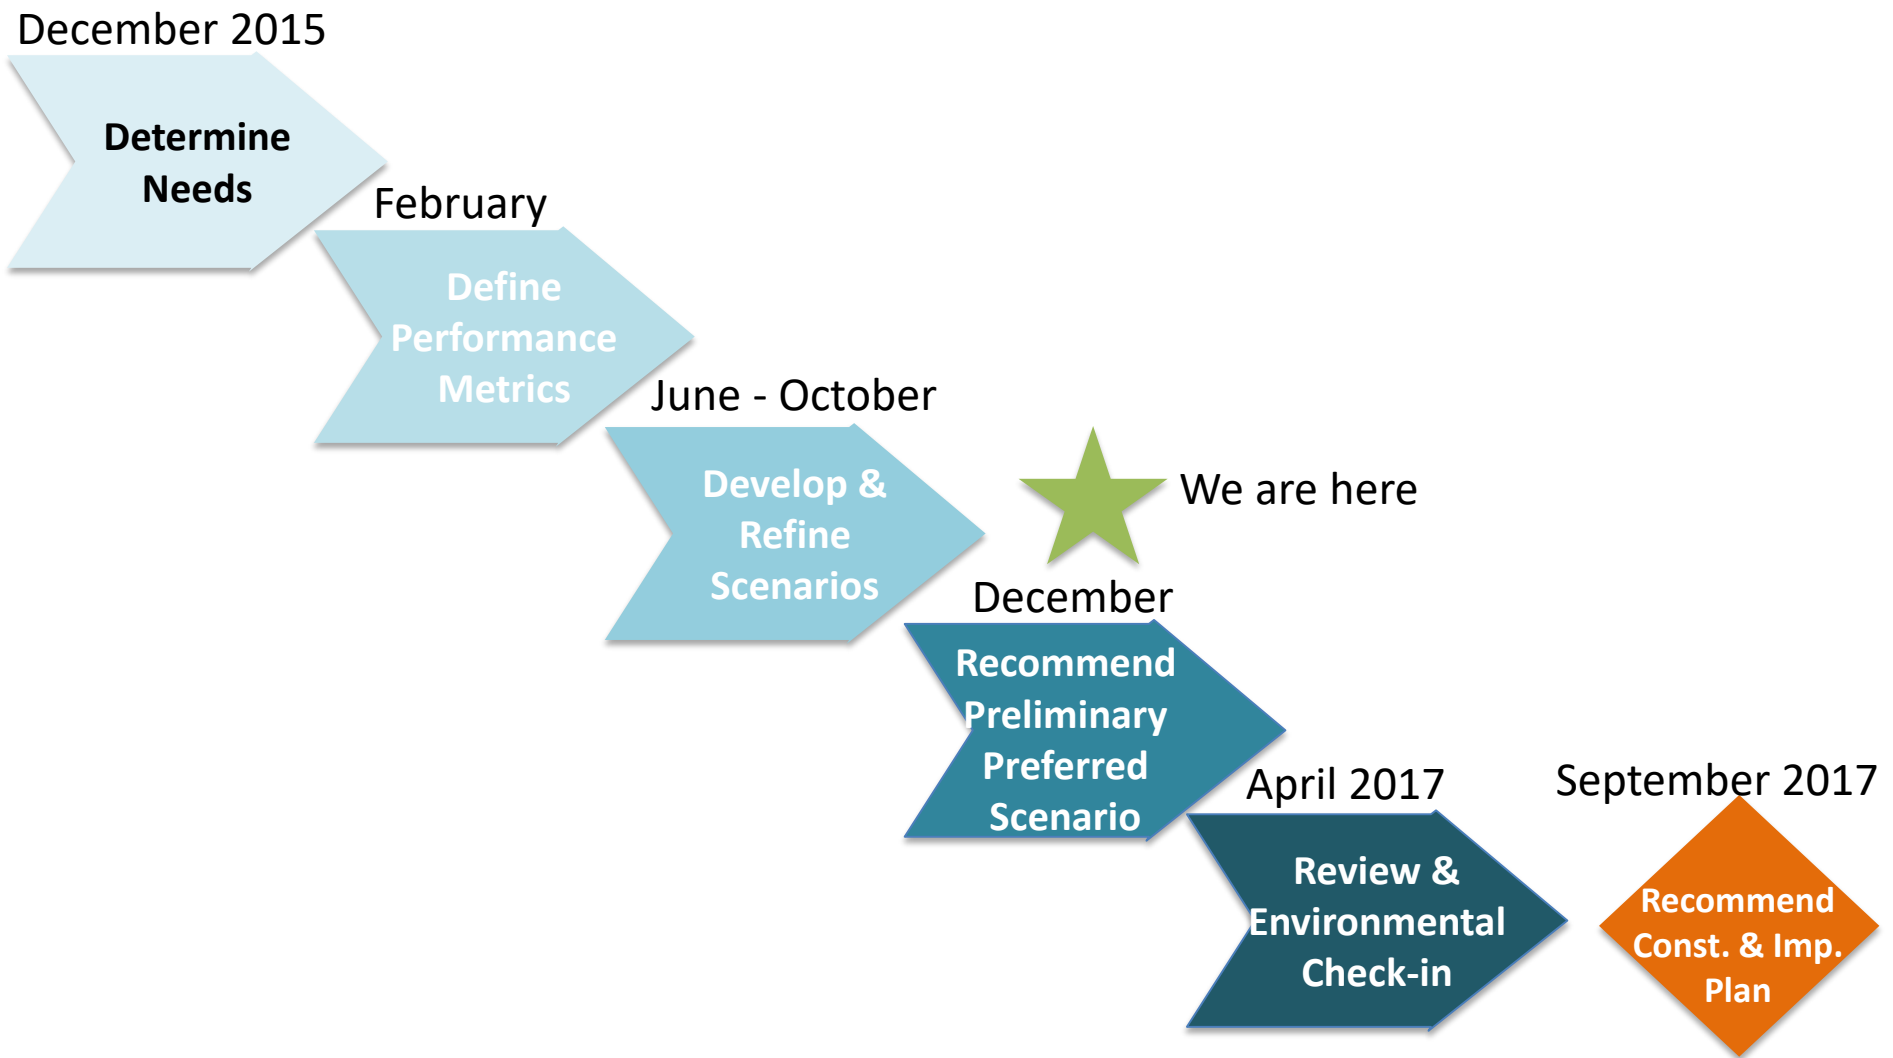 December 2015
Determine
Needs
February
Define
Performance
Metrics
June - October
Develop &
Refine
Scenarios
We are here
December
Recommend
Preliminary
Preferred
Scenario
April 2017
Review &
Environmental
Check-in
September 2017
Recommend
Const. & Imp.
Plan